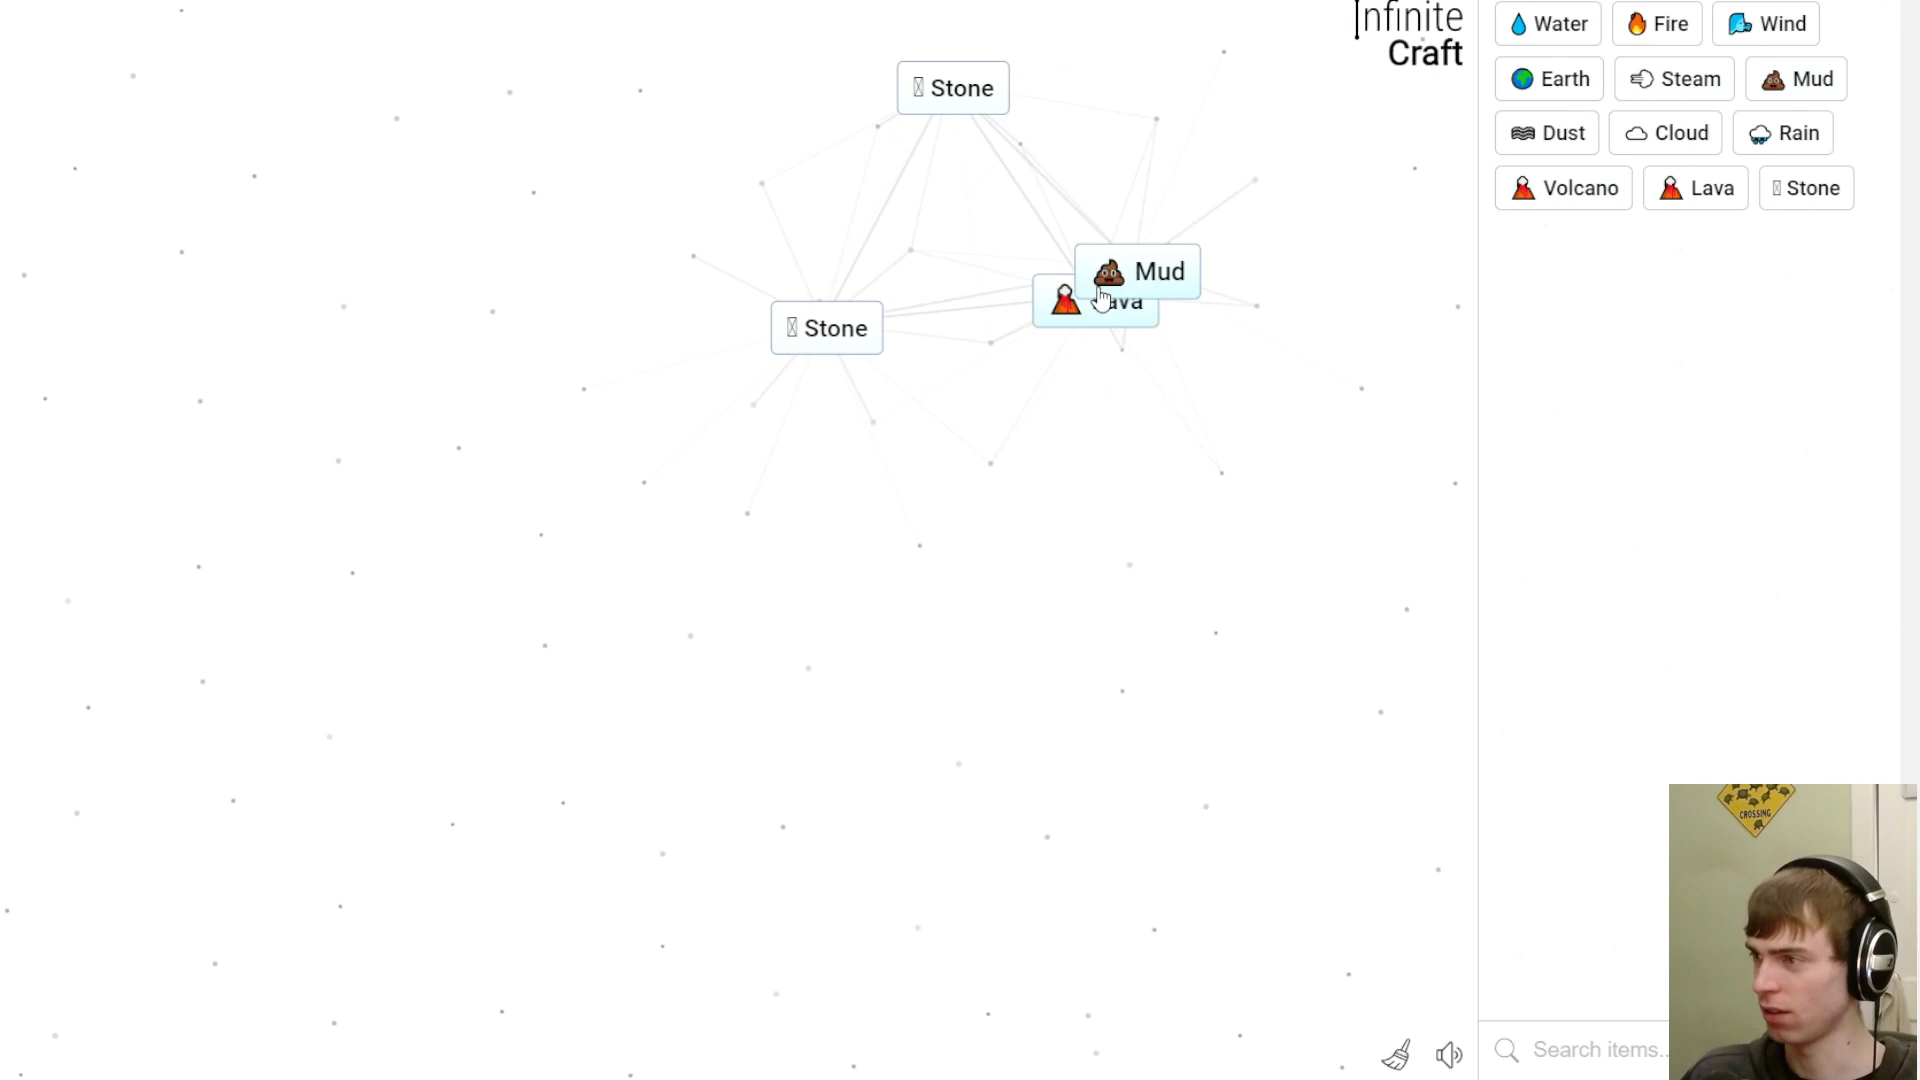 Infinite
Craft
Stone
Mud
ava
Stone
Water
Fire
Wind
Earth
Steam
Mud
Dust
Cloud
Rain
Volcano
Lava
Stone
Search items..
CROSSING